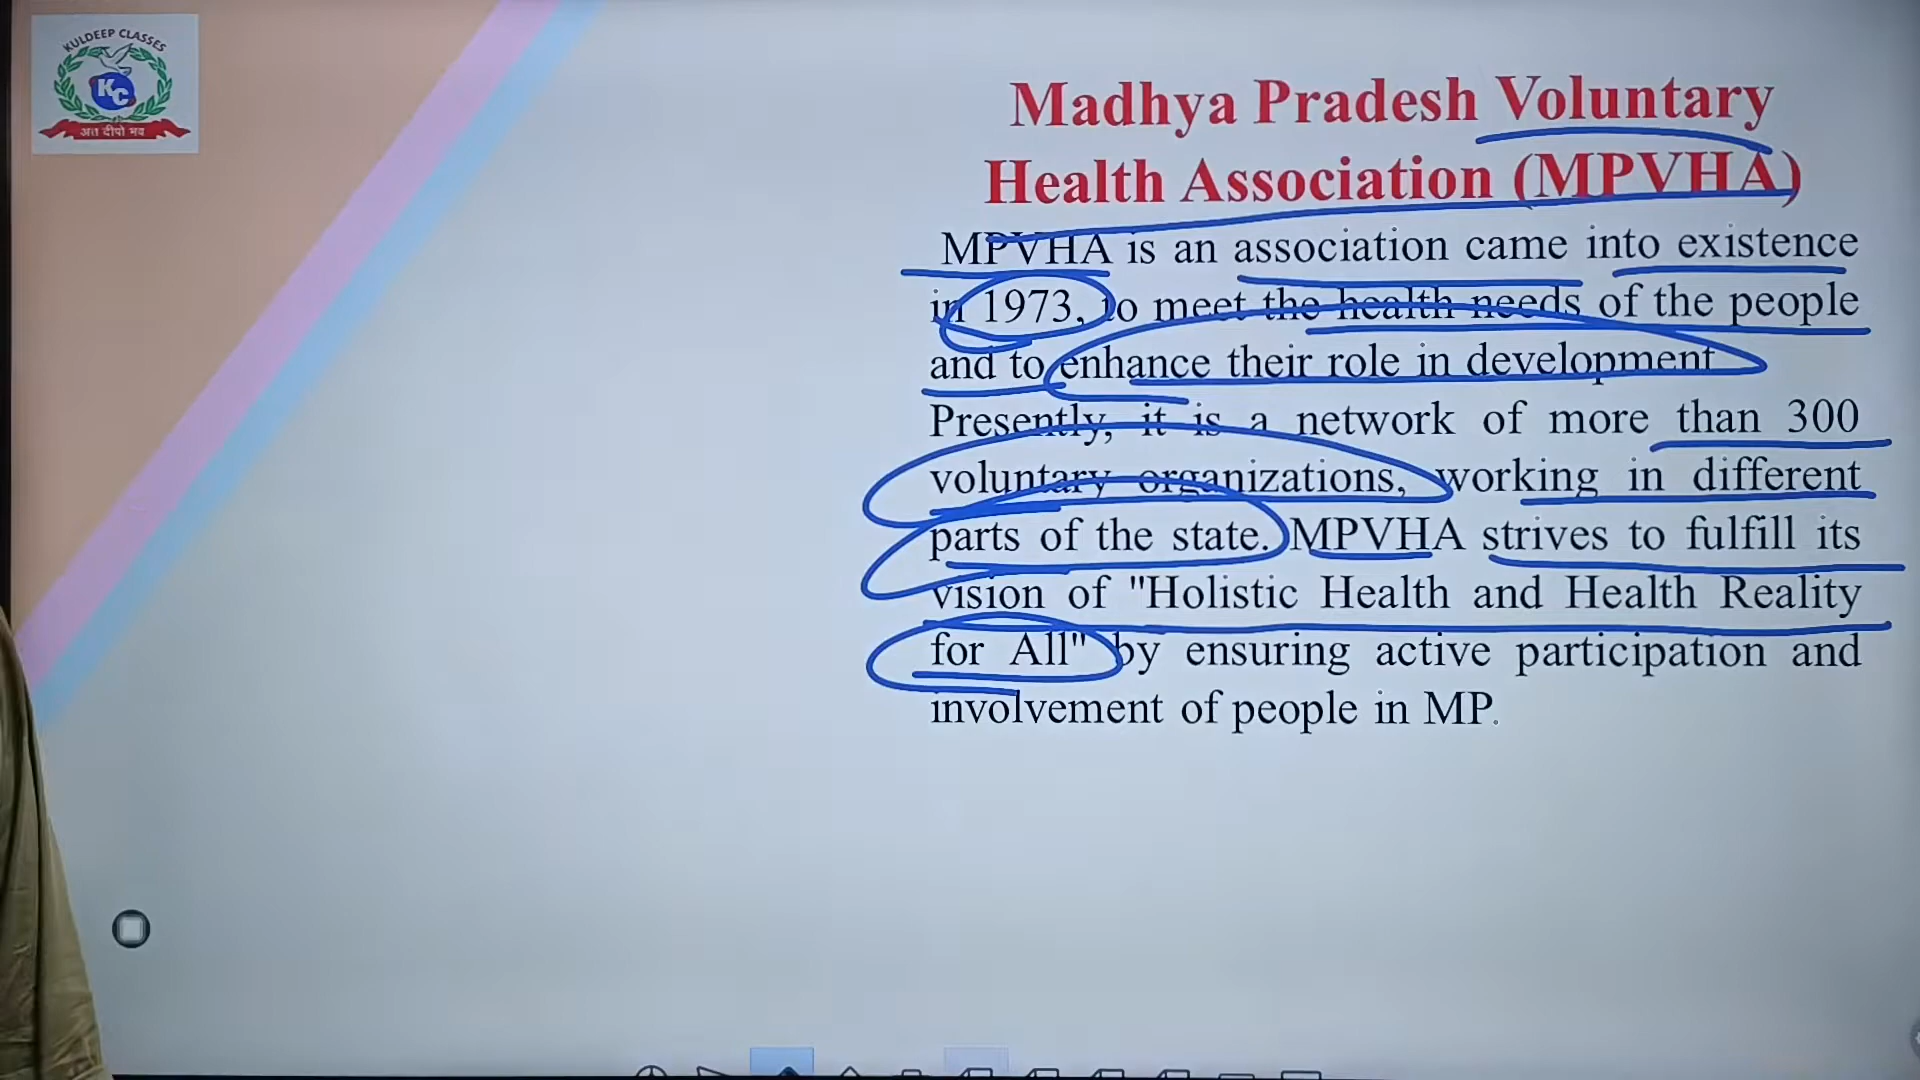 KULDEEP CLASSES
KC
अत्त दीपो भव
Madhya Pradesh Voluntary
Health Association (MPVHA)
MPVHA is an association came into existence
in 1973, to meet the health needs of the people
and to enhance their role in development
Presently, it is a network of more than 300
voluntary organizations, working in different
parts of the state. MPVHA strives to fulfill its
vision of "Holistic Health and Health Reality
for All" by ensuring active participation and
involvement of people in MP.